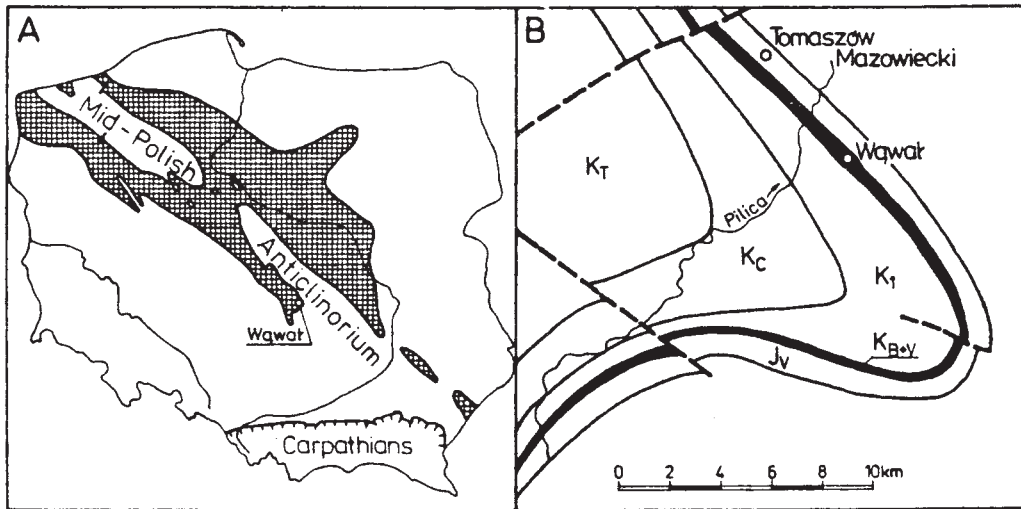 A
Mid-Polish
Anticlinorium
Wąwał
Carpathians
B
Tomaszów
Mazowiecki
Wąwał
K_T
Pilica
K_C
K_1
K_B+V
J_V
0 2 4 6 8 10km